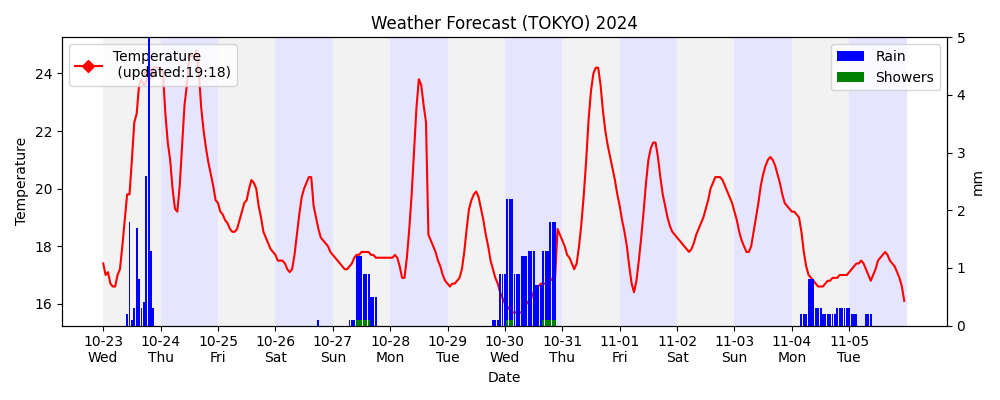 Weather Forecast (TOKYO) 2024
Temperature
(updated:19:18)
Rain
Showers
Temperature
24
22
20
18
16
5
4
3
2
1
0
mm
10-23
Wed
10-24
Thu
10-25
Fri
10-26
Sat
10-27
Sun
10-28
Mon
10-29
Tue
10-30
Wed
10-31
Thu
11-01
Fri
11-02
Sat
11-03
Sun
11-04
Mon
11-05
Tue
Date